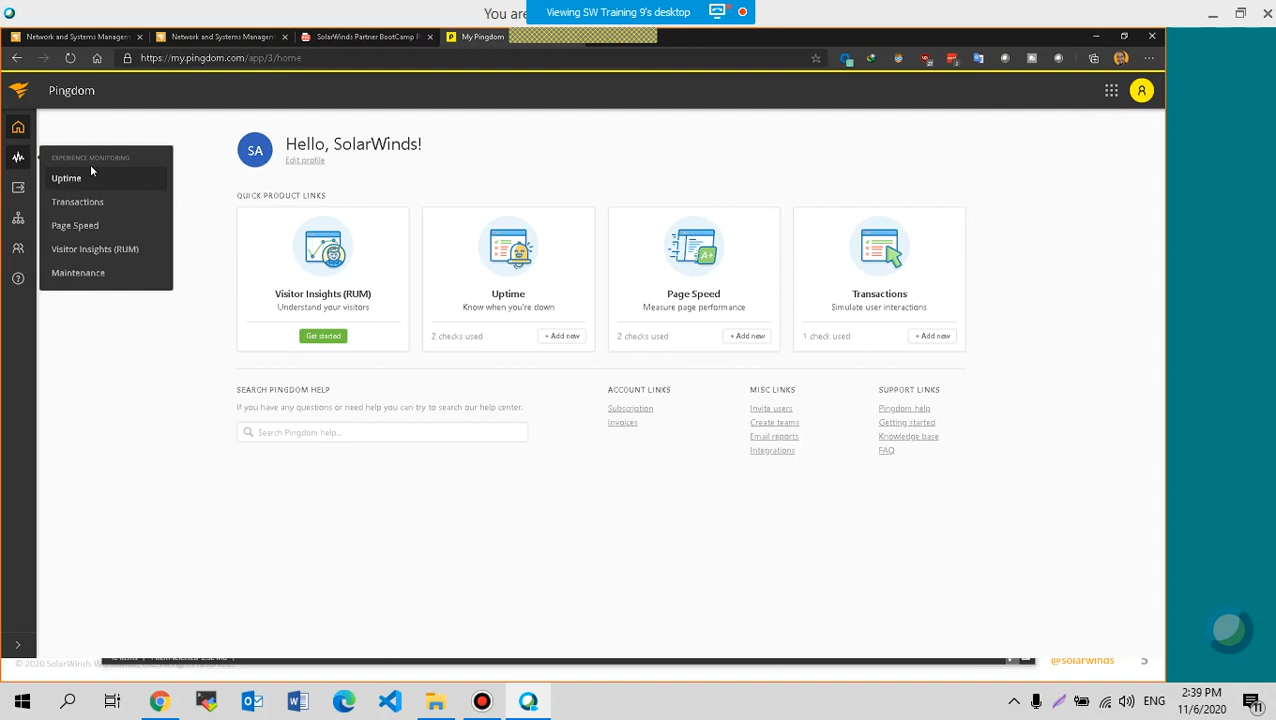 You are
Viewing SW Training 9's desktop
Network and Systems Managem
Network and Systems Manager
SolarWinds Partner BootCamp P
My Pingdom
https://my.pingdom.com/app/3/home
Pingdom
SA
Hello, SolarWinds!
Edit profile
EXPERIENCE MONITORING
Uptime
Transactions
Page Speed
Visitor Insights (RUM)
Maintenance
QUICK PRODUCT LINKS
Visitor Insights (RUM)
Understand your visitors
Get started
Uptime
Know when you're down
2 checks used
+ Add new
A+
Page Speed
Measure page performance
2 checks used
+ Add new
Transactions
Simulate user interactions
1 check used
+ Add new
SEARCH PINGDOM HELP
If you have any questions or need help you can try to search our help center.
Search Pingdom help...
ACCOUNT LINKS
Subscription
Invoices
MISC LINKS
Invite users
Create teams
Email reports
Integrations
SUPPORT LINKS
Pingdom help
Getting started
Knowledge base
FAQ
© 2020 SolarWinds
@solarwinds
5
ENG
2:39 PM
11/6/2020